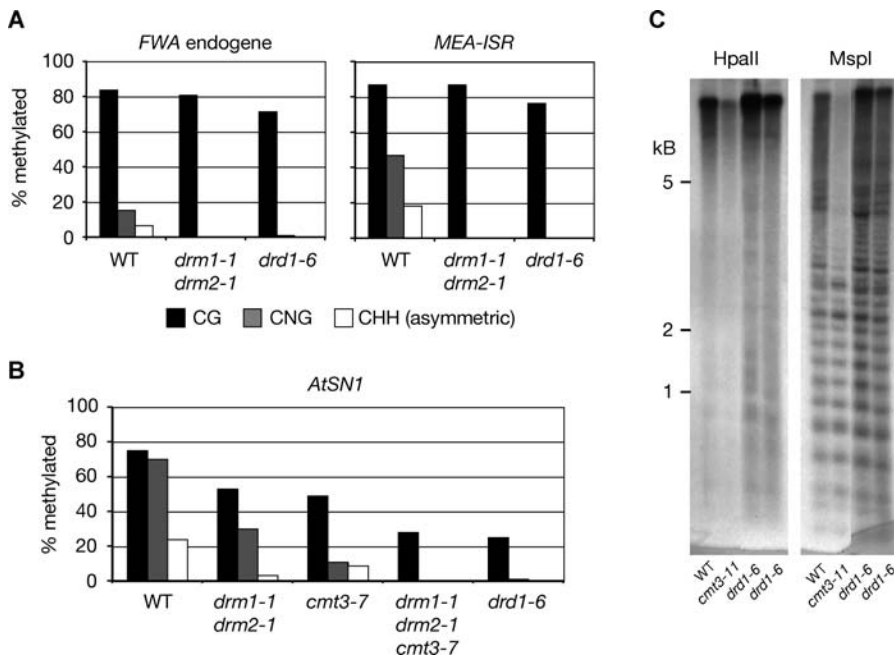 A
FWA endogene
MEA-ISR
% methylated
100
80
60
40
20
0
WT
drm1-1
drm2-1
drd1-6
WT
drm1-1
drm2-1
drd1-6
CG
CNG
CHH (asymmetric)
B
AtSN1
% methylated
100
80
60
40
20
0
WT
drm1-1
drm2-1
cmt3-7
drm1-1
drm2-1
cmt3-7
drd1-6
C
HpaII
MspI
kB
5
2
1
WT
cmt3-11
drd1-6
drd1-6
WT
cmt3-11
drd1-6
drd1-6